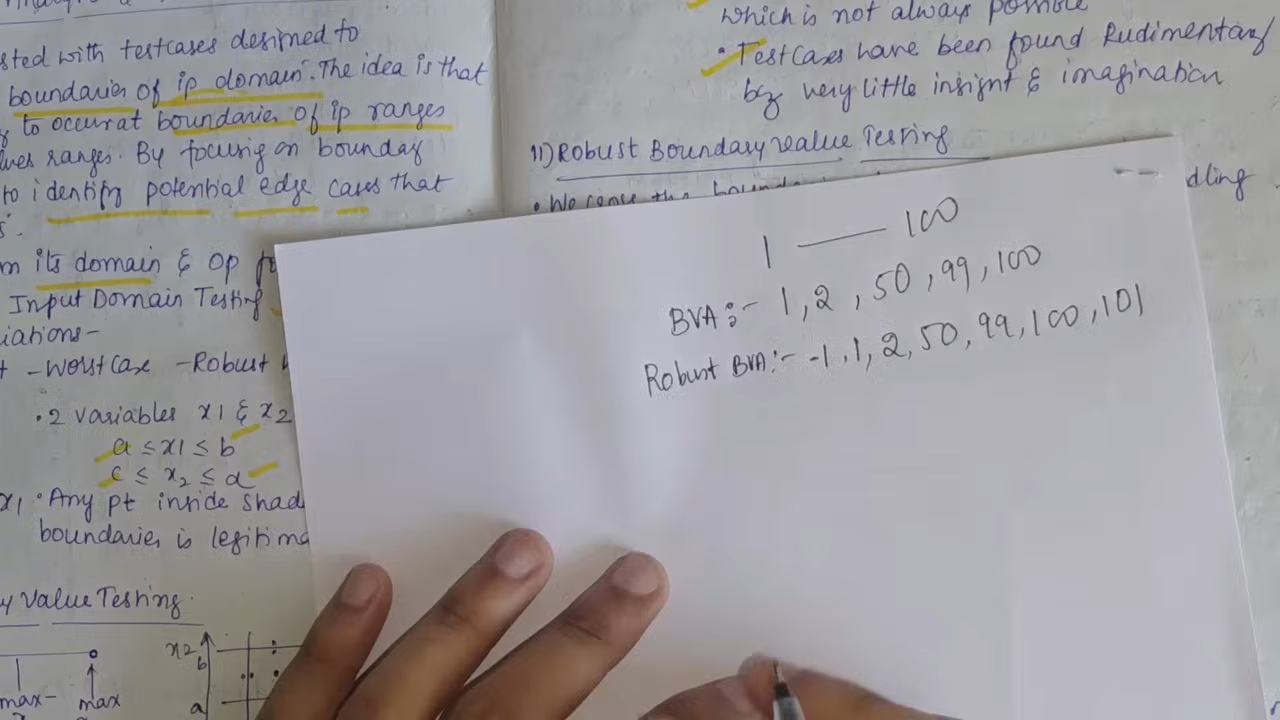 sted with testcases designed to
boundaries of ip domain. The idea is that
to occur at boundaries of ip ranges
ranges. By focusing on bounday
to identify potential edge cases that
its domain & op
Input Domain Testing
iations-
-Worst case -Robust
•2 Variables x1 & x2
a ≤ x1 ≤ b
c ≤ x2 ≤ d
x1 •Any pt inside shad
boundaries is legitima
y Value Testing
x2
b
max- max
a
which is not always
•Testcases have been found Rudimentary
by very little insight & imagination
11) Robust Boundary value Testing
dling
1 — 100
BVA :- 1, 2, 50, 99, 100
Robust BVA :- -1, 1, 2, 50, 99, 100, 101